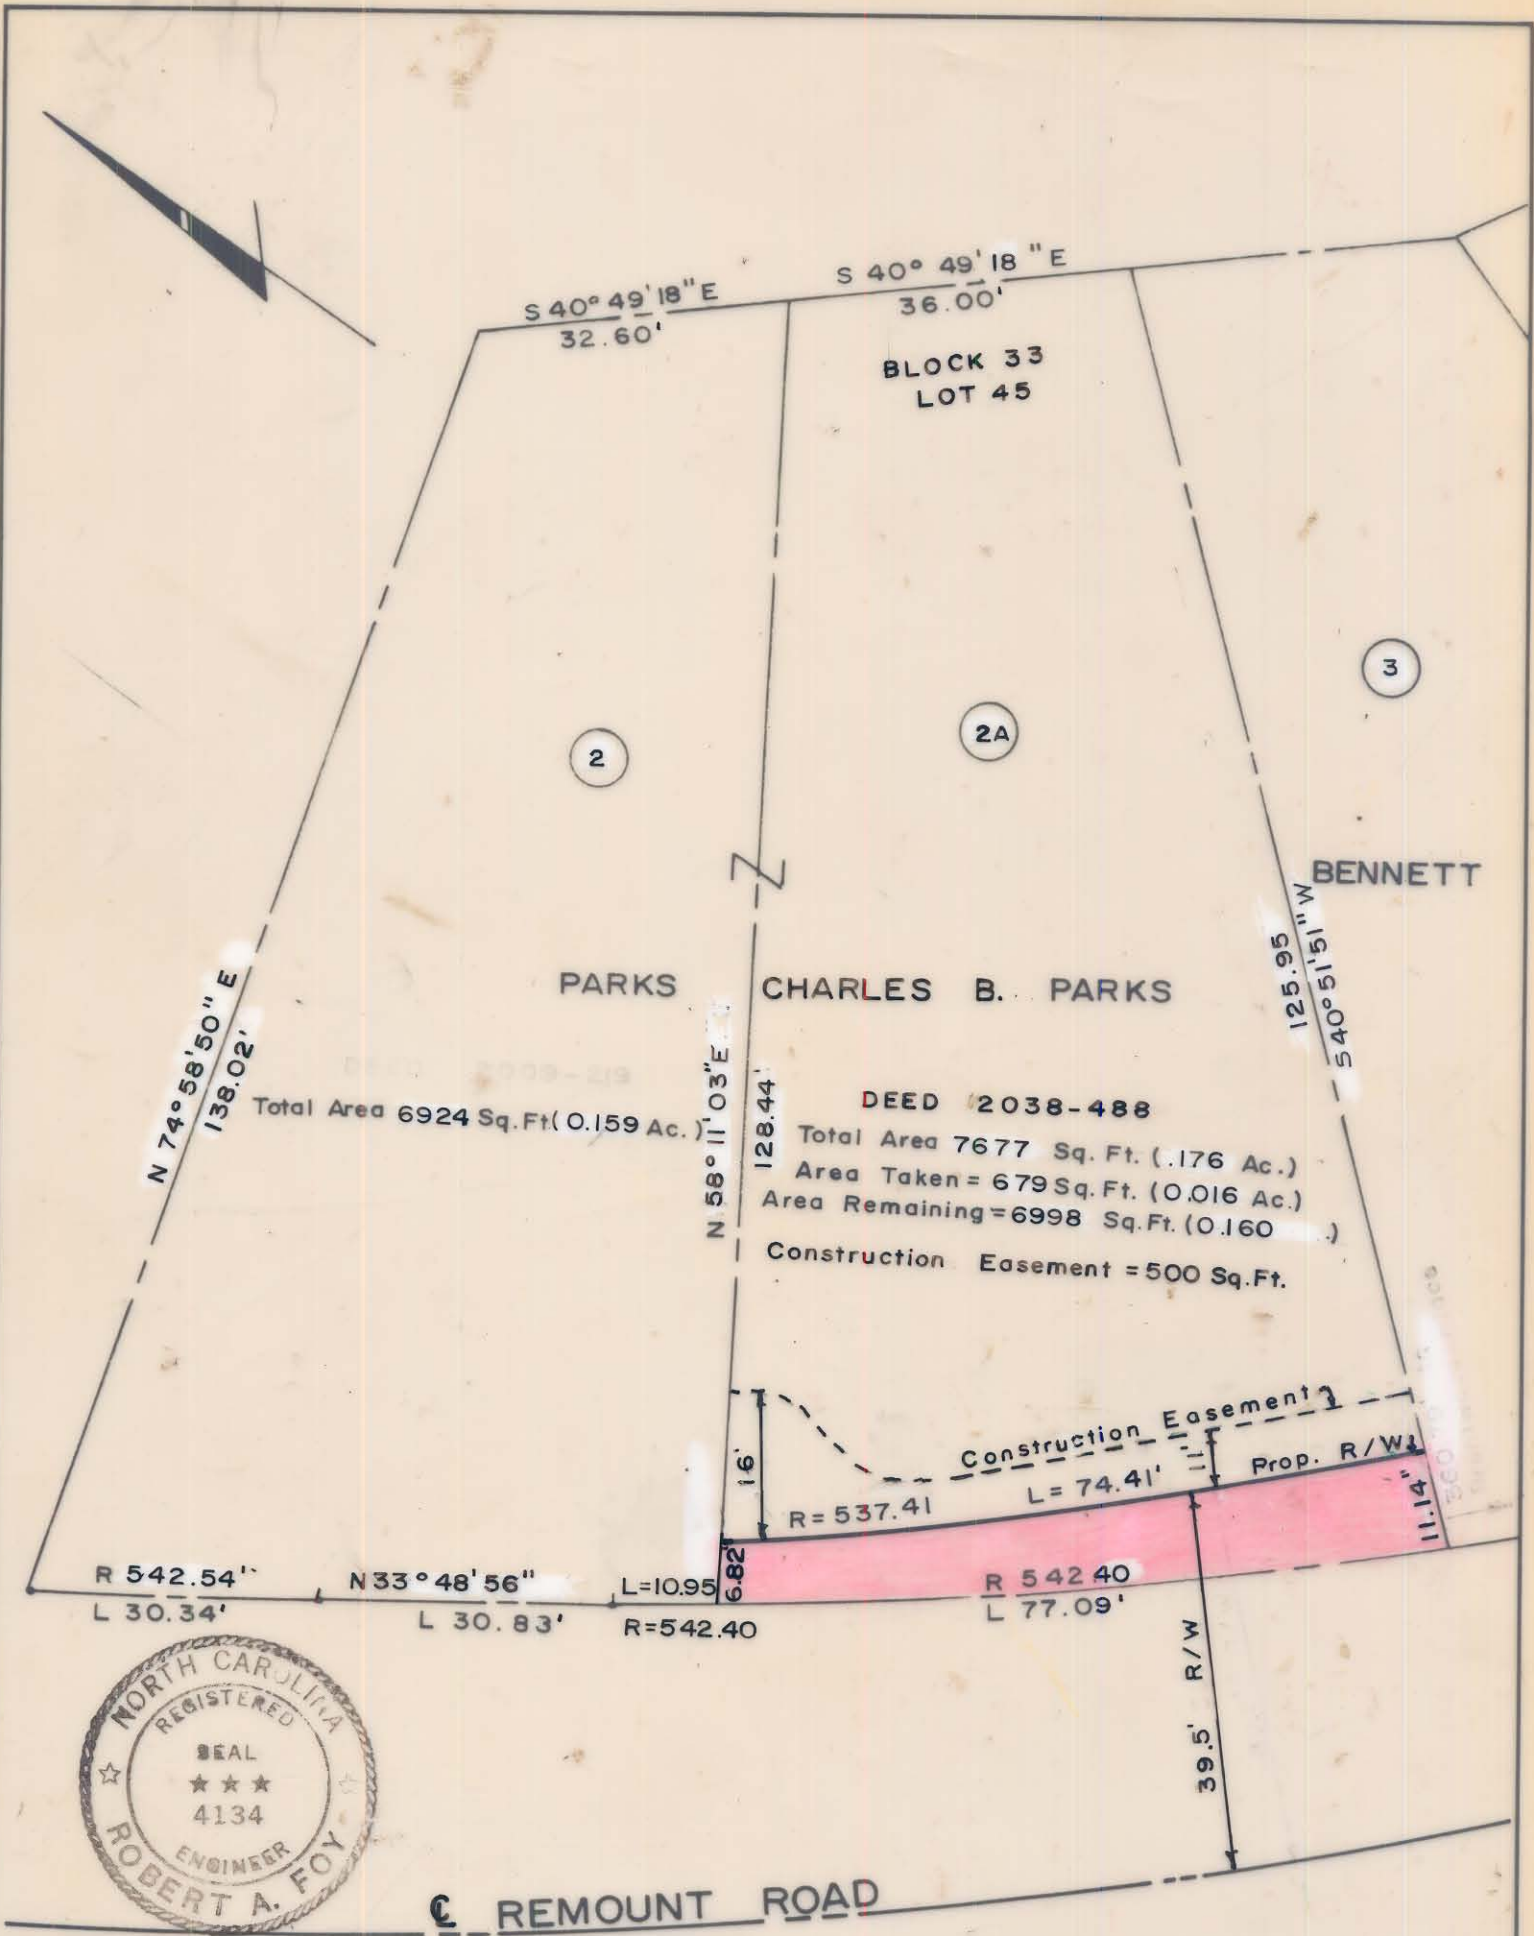 S 40° 49' 18" E
32.60'
S 40° 49' 18 " E
36.00'
BLOCK 33
LOT 45
3
2
2A
BENNETT
125.95
S 40° 51' 51" W
PARKS
CHARLES B. PARKS
N 74° 58' 50" E
138.02'
DEED 2009-219
Total Area 6924 Sq.Ft( 0.159 Ac. )
N 58° 11' 03" E
128.44'
DEED 2038-488
Total Area 7677 Sq. Ft. (.176 Ac.)
Area Taken = 679 Sq. Ft. (0.016 Ac.)
Area Remaining = 6998 Sq.Ft. (0.160 .)
Construction Easement = 500 Sq.Ft.
Construction Easement
16'
11'
Prop. R/W
R = 537.41
L = 74.41'
11.14"
6.82'
R 542.54'
L 30.34'
N 33° 48' 56"
L 30.83'
L=10.95
R=542.40
R 542 40
L 77.09'
39.5' R/W
NORTH CAROLINA
REGISTERED
SEAL
4134
ENGINEER
ROBERT A. FOY
℄ REMOUNT ROAD